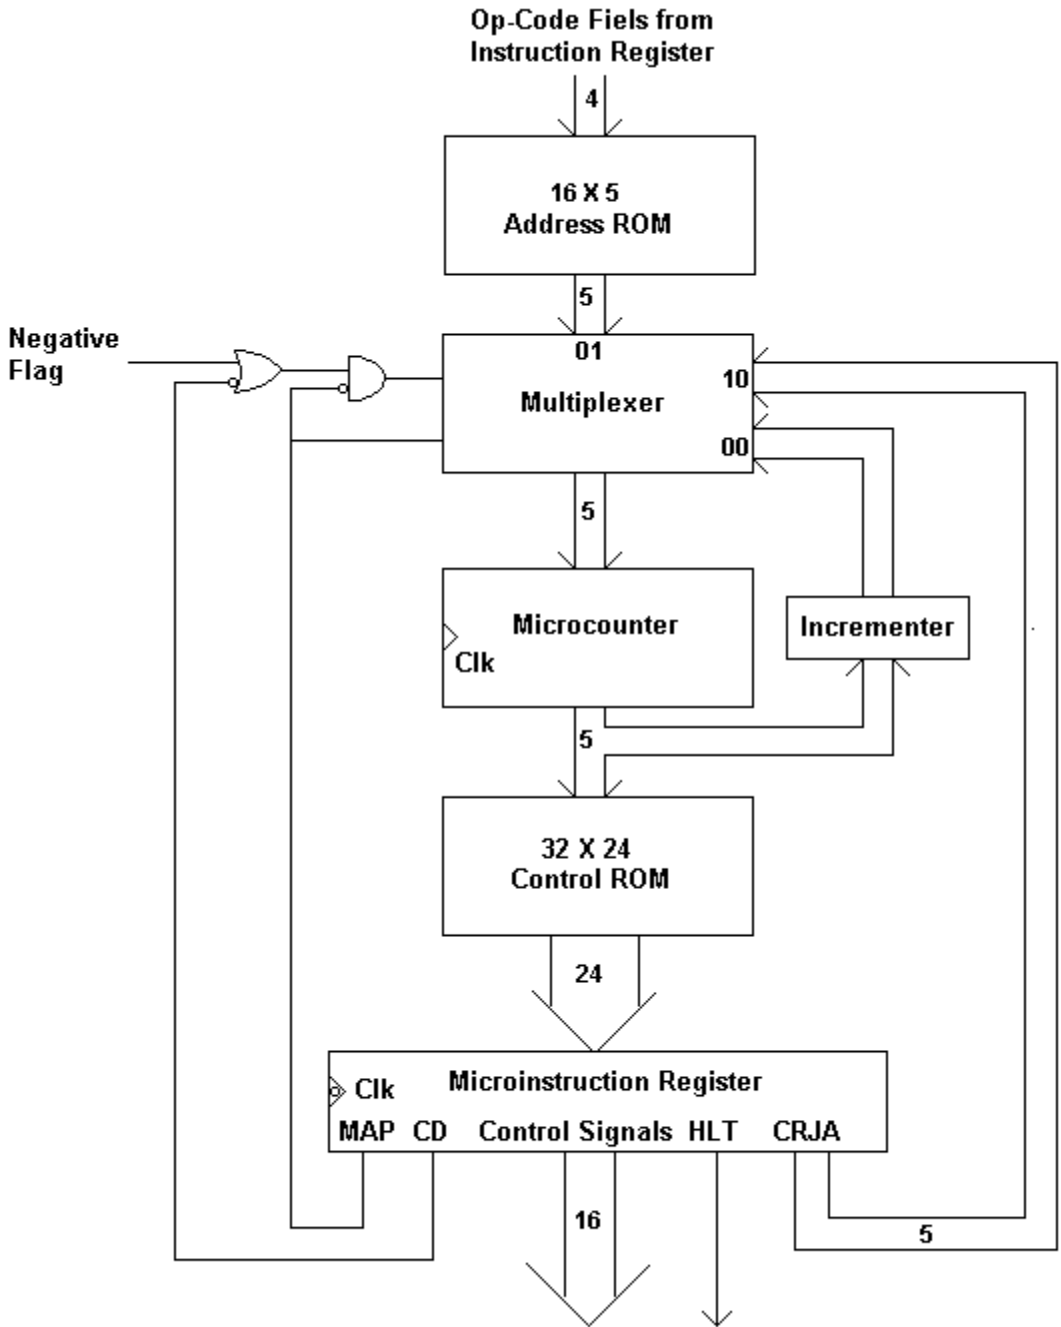 Op-Code Fiels from
Instruction Register
4
16 X 5
Address ROM
5
Negative
Flag
01
10
Multiplexer
00
5
Microcounter
Clk
Incrementer
5
32 X 24
Control ROM
24
Microinstruction Register
Clk
MAP CD Control Signals HLT CRJA
16
5